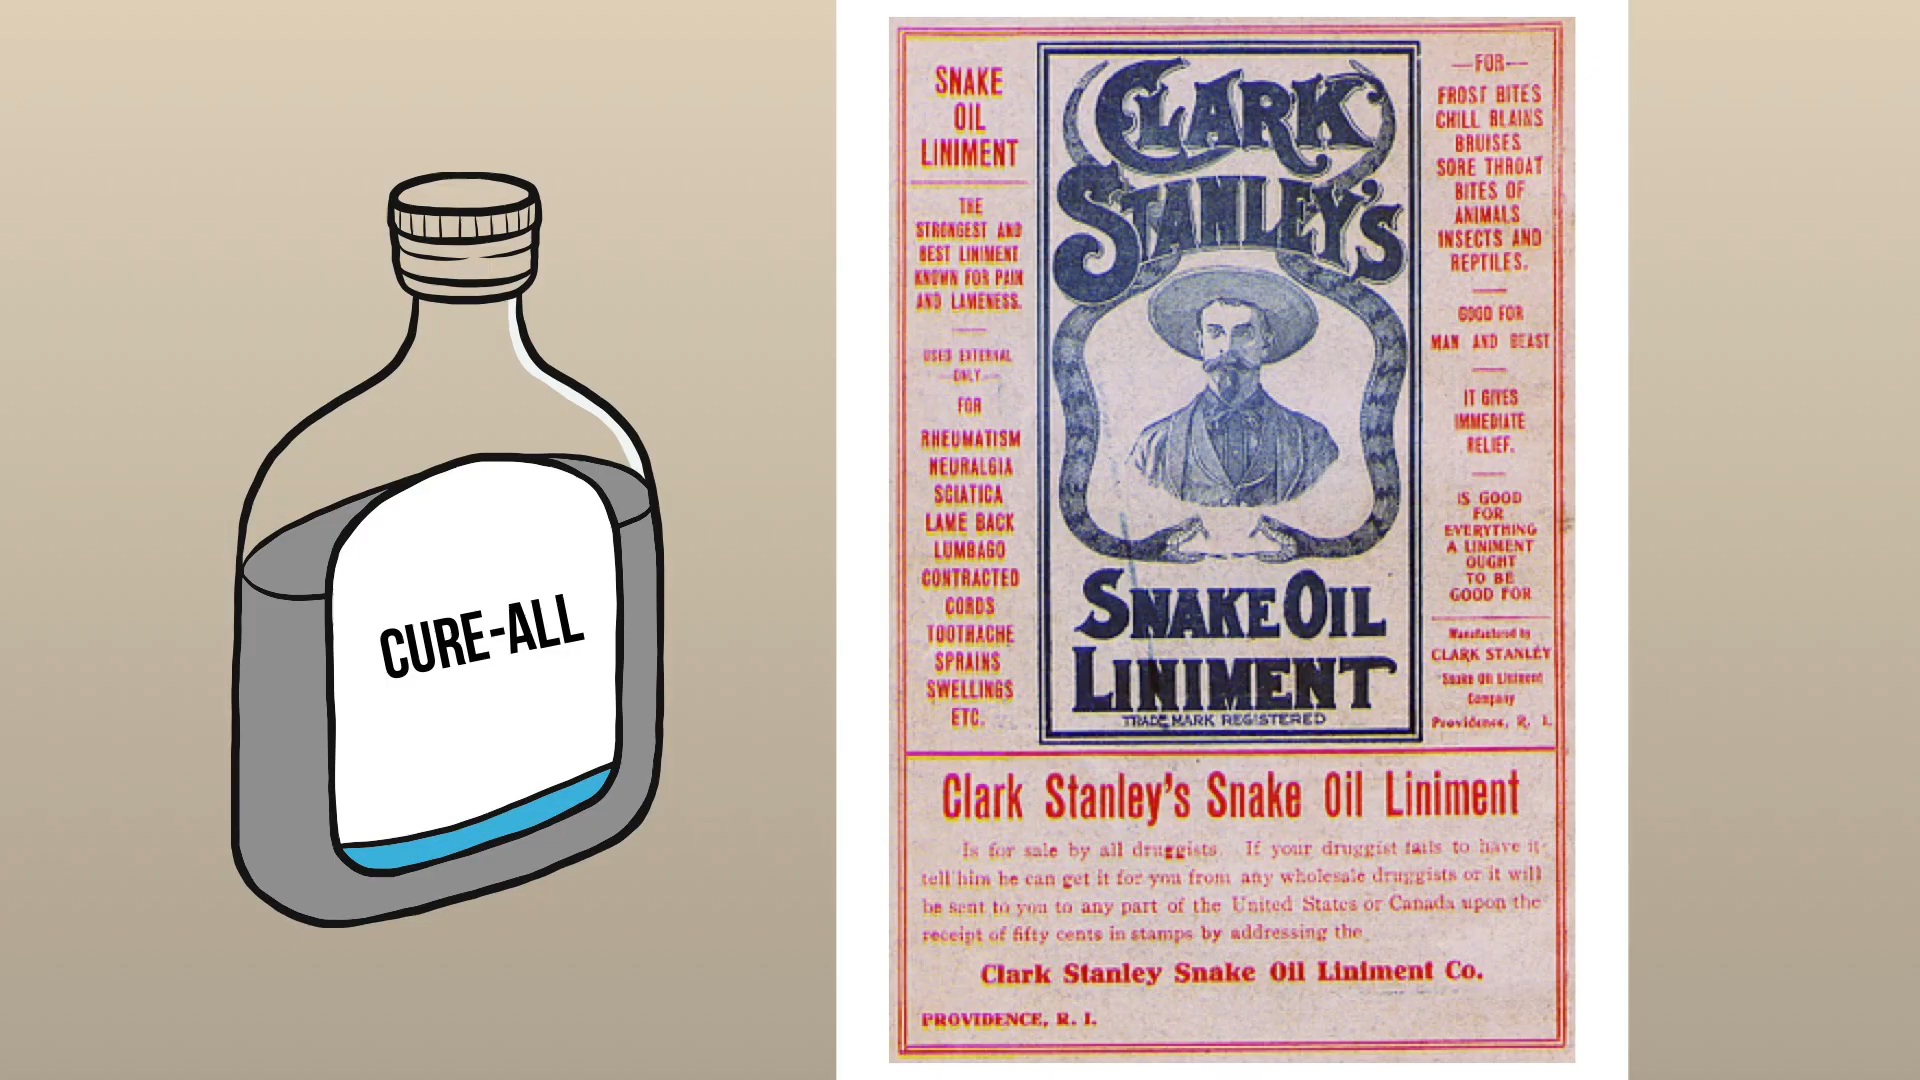 CURE-ALL
SNAKE
OIL
LINIMENT
THE
STRONGEST AND
BEST LINIMENT
KNOWN FOR PAIN
AND LAMENESS.
USED EXTERNAL
ONLY
FOR
RHEUMATISM
NEURALGIA
SCIATICA
LAME BACK
LUMBAGO
CONTRACTED
CORDS
TOOTHACHE
SPRAINS
SWELLINGS
ETC.
CLARK
STANLEY'S
SNAKE OIL
LINIMENT
TRADE MARK REGISTERED
—FOR—
FROST BITES
CHILL BLAINS
BRUISES
SORE THROAT
BITES OF
ANIMALS
INSECTS AND
REPTILES.
GOOD FOR
MAN AND BEAST
IT GIVES
IMMEDIATE
RELIEF.
IS GOOD
FOR
EVERYTHING
A LINIMENT
OUGHT
TO BE
GOOD FOR
Manufactured by
CLARK STANLEY
Snake Oil Liniment
Company
Providence, R. I.
Clark Stanley's Snake Oil Liniment
Is for sale by all druggists. If your druggist fails to have it
tell him he can get it for you from any wholesale druggists or it will
be sent to you to any part of the United States or Canada upon the
receipt of fifty cents in stamps by addressing the
Clark Stanley Snake Oil Liniment Co.
PROVIDENCE, R. I.